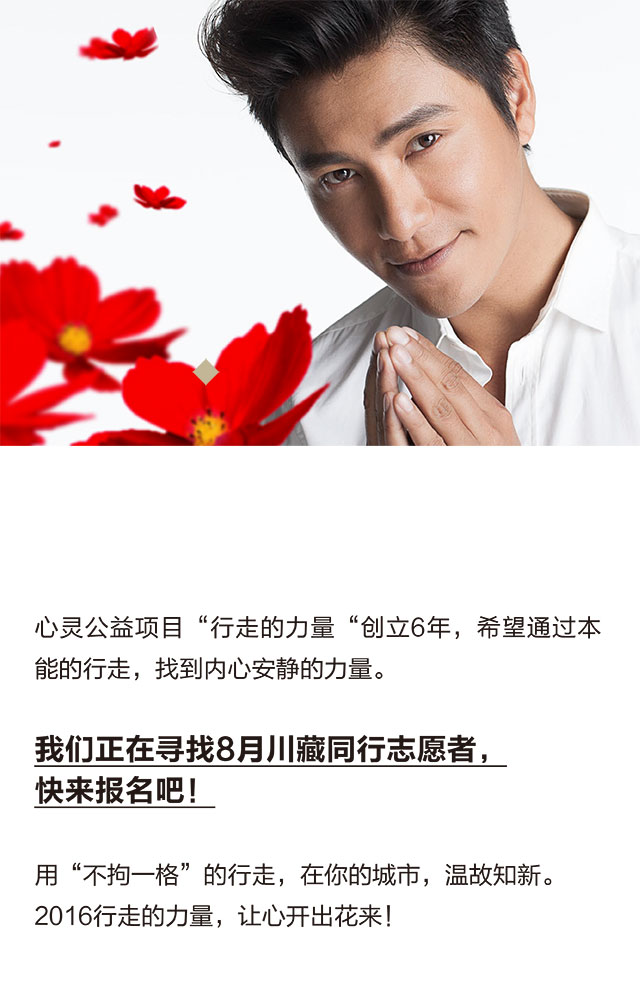 心灵公益项目“行走的力量“创立6年，希望通过本
能的行走，找到内心安静的力量。
我们正在寻找8月川藏同行志愿者，
快来报名吧！
用“不拘一格”的行走，在你的城市，温故知新。
2016行走的力量，让心开出花来！